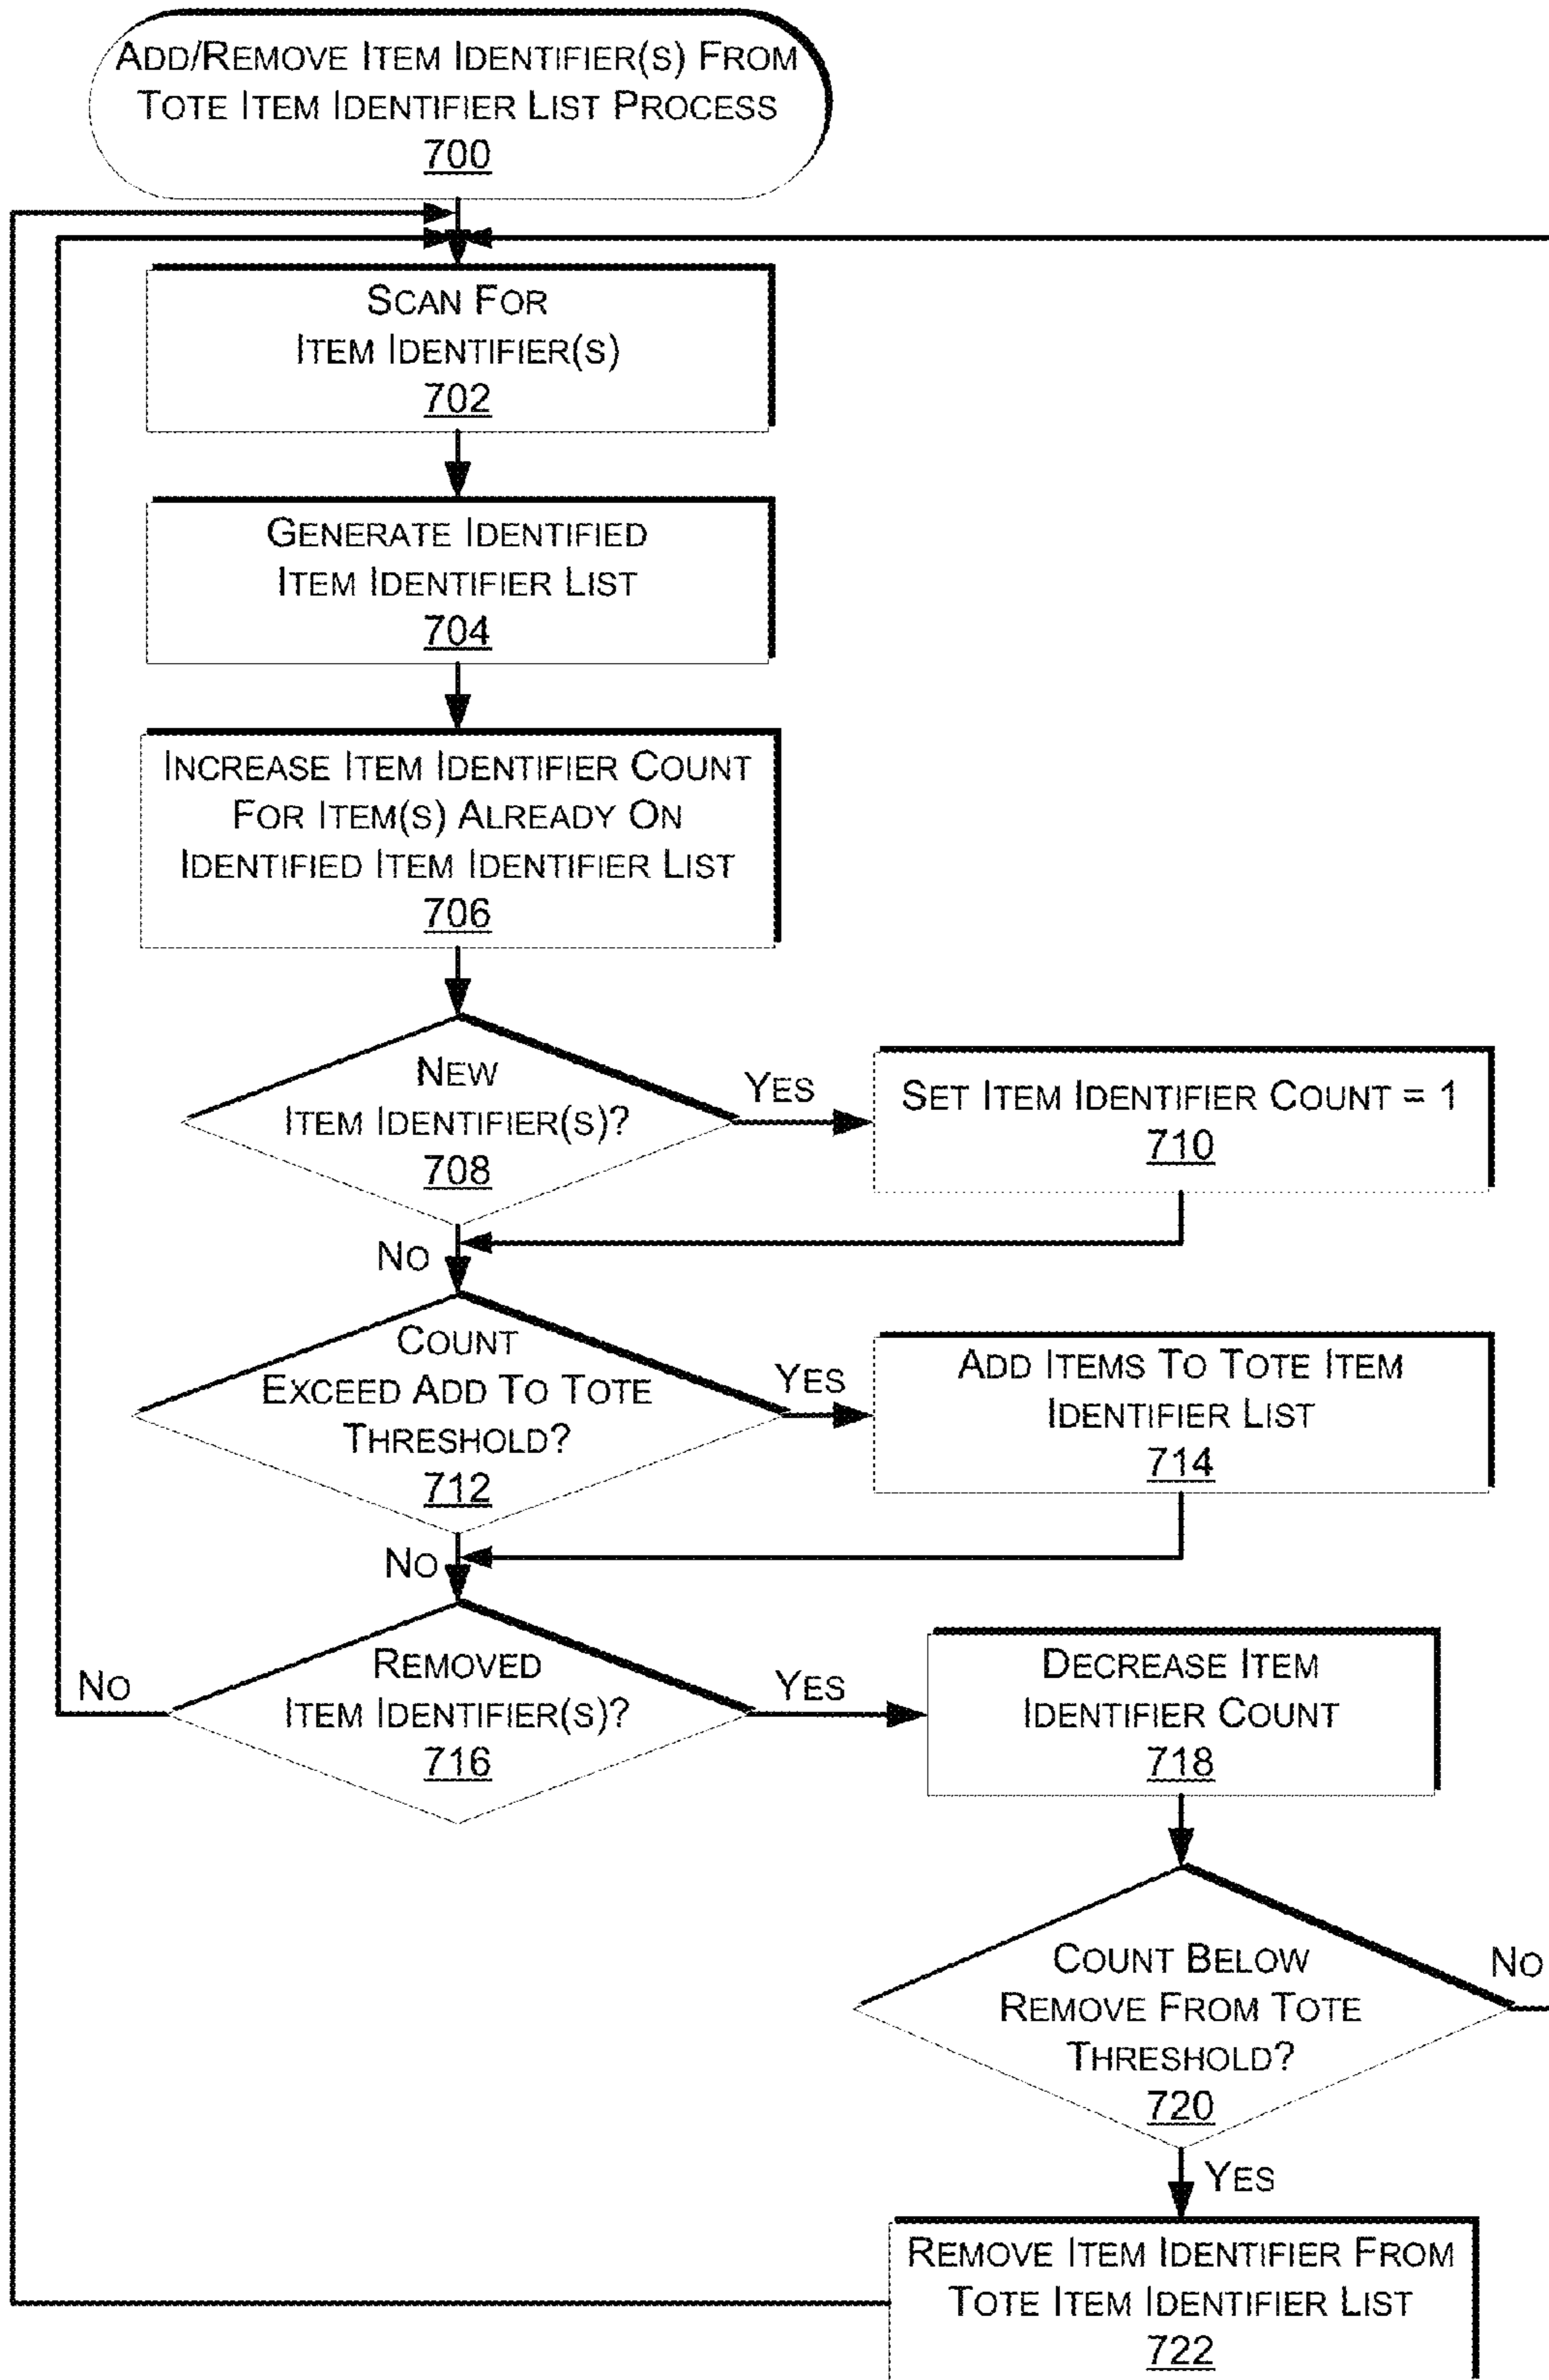 ADD/REMOVE ITEM IDENTIFIER(S) FROM
TOTE ITEM IDENTIFIER LIST PROCESS
700
SCAN FOR
ITEM IDENTIFIER(S)
702
GENERATE IDENTIFIED
ITEM IDENTIFIER LIST
704
INCREASE ITEM IDENTIFIER COUNT
FOR ITEM(S) ALREADY ON
IDENTIFIED ITEM IDENTIFIER LIST
706
NEW
ITEM IDENTIFIER(S)?
708
YES
SET ITEM IDENTIFIER COUNT = 1
710
NO
COUNT
EXCEED ADD TO TOTE
THRESHOLD?
712
YES
ADD ITEMS TO TOTE ITEM
IDENTIFIER LIST
714
NO
REMOVED
ITEM IDENTIFIER(S)?
716
NO
YES
DECREASE ITEM
IDENTIFIER COUNT
718
COUNT BELOW
REMOVE FROM TOTE
THRESHOLD?
720
NO
YES
REMOVE ITEM IDENTIFIER FROM
TOTE ITEM IDENTIFIER LIST
722